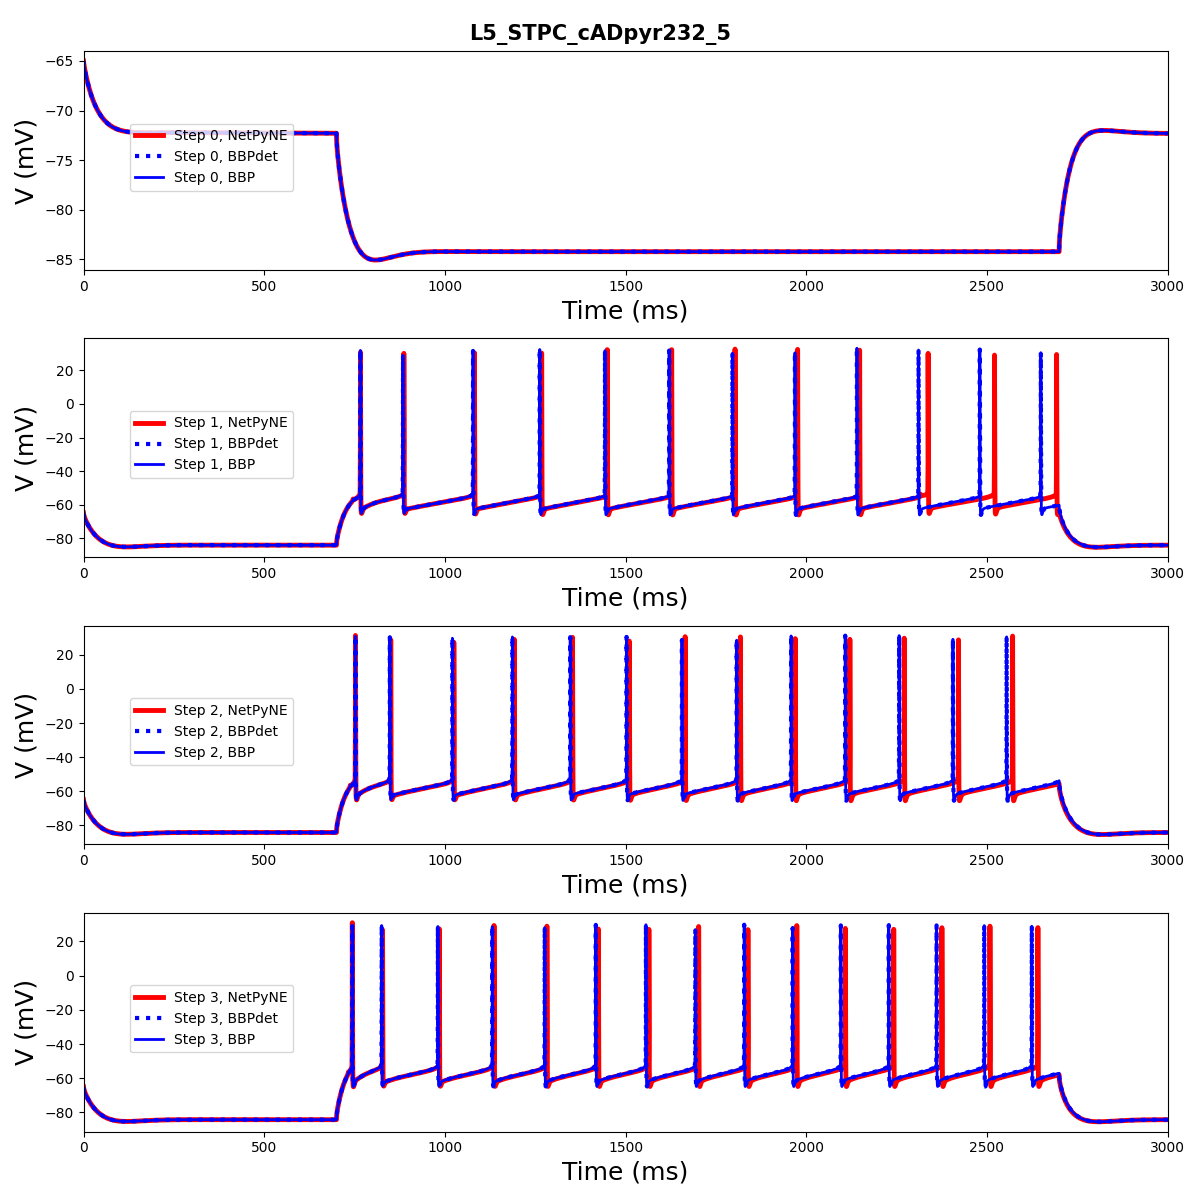 L5_STPC_cADpyr232_5
−65
−70
−75
−80
−85
V (mV)
Step 0, NetPyNE
Step 0, BBPdet
Step 0, BBP
0 500 1000 1500 2000 2500 3000
Time (ms)
20
0
−20
−40
−60
−80
V (mV)
Step 1, NetPyNE
Step 1, BBPdet
Step 1, BBP
0 500 1000 1500 2000 2500 3000
Time (ms)
20
0
−20
−40
−60
−80
V (mV)
Step 2, NetPyNE
Step 2, BBPdet
Step 2, BBP
0 500 1000 1500 2000 2500 3000
Time (ms)
20
0
−20
−40
−60
−80
V (mV)
Step 3, NetPyNE
Step 3, BBPdet
Step 3, BBP
0 500 1000 1500 2000 2500 3000
Time (ms)